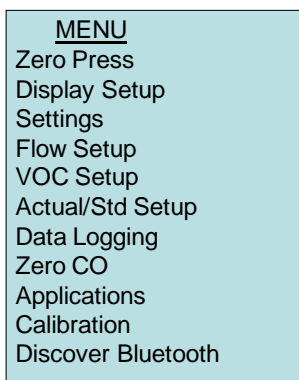 MENU
Zero Press
Display Setup
Settings
Flow Setup
VOC Setup
Actual/Std Setup
Data Logging
Zero CO
Applications
Calibration
Discover Bluetooth